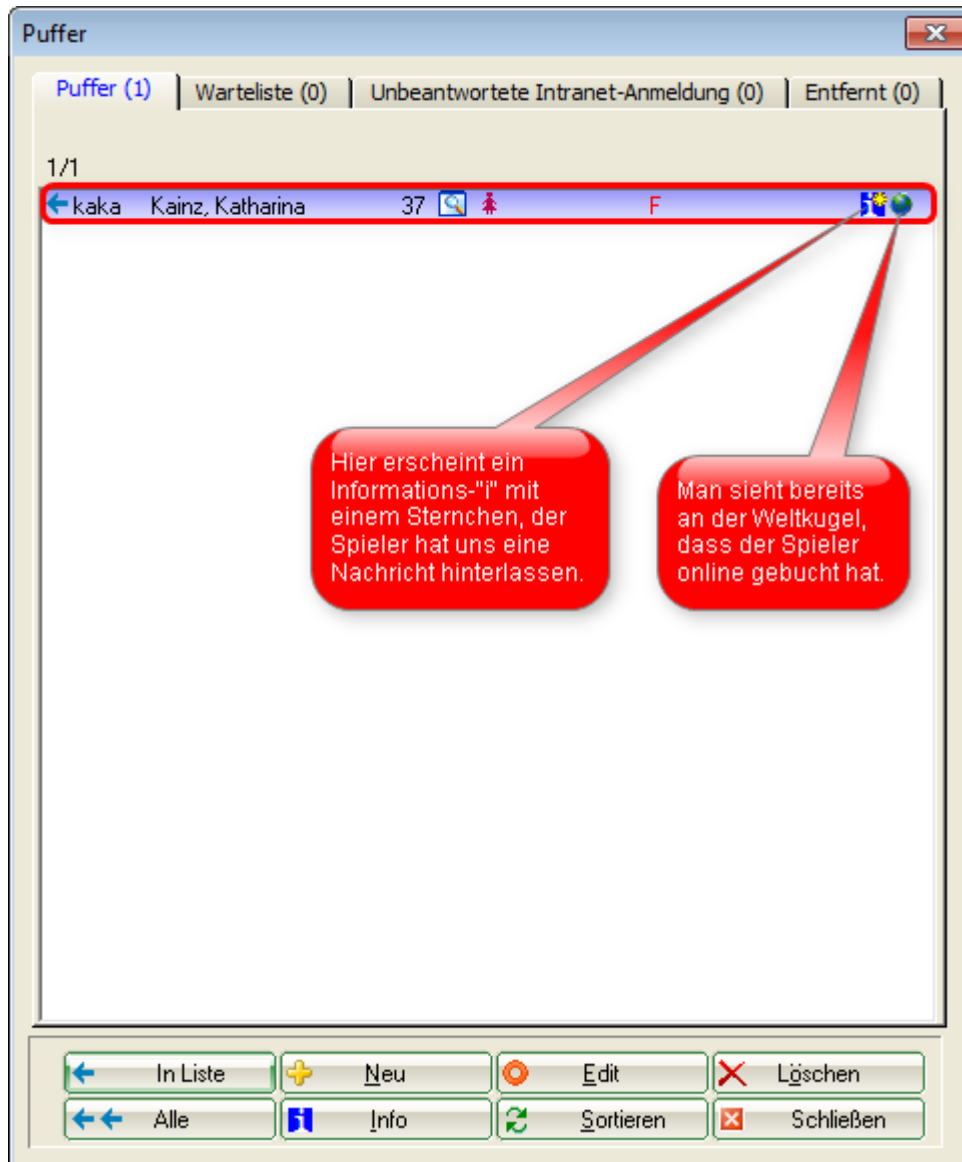 Puffer
Puffer (1) Warteliste (0) Unbeantwortete Intranet-Anmeldung (0) Entfernt (0)
1/1
kaka Kainz, Katharina 37 F
Hier erscheint ein
Informations-"i" mit
einem Sternchen, der
Spieler hat uns eine
Nachricht hinterlassen.
Man sieht bereits
an der Weltkugel,
dass der Spieler
online gebucht hat.
In Liste Neu Edit Löschen
Alle Info Sortieren Schließen